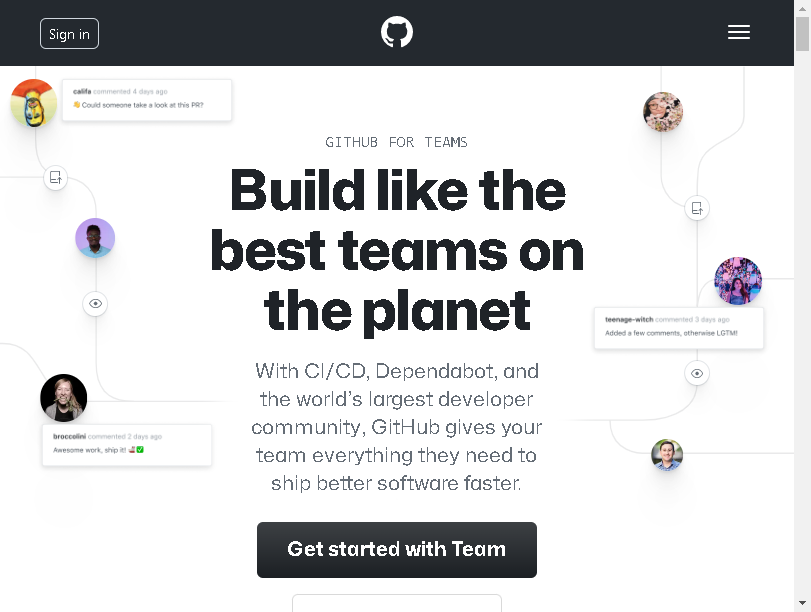 Sign in
califa commented 4 days ago
👋 Could someone take a look at this PR?
GITHUB FOR TEAMS
Build like the
best teams on
the planet
teenage-witch commented 3 days ago
Added a few comments, otherwise LGTM!
With CI/CD, Dependabot, and
the world's largest developer
community, GitHub gives your
team everything they need to
ship better software faster.
broccolini commented 2 days ago
Awesome work, ship it! 🚢✅
Get started with Team